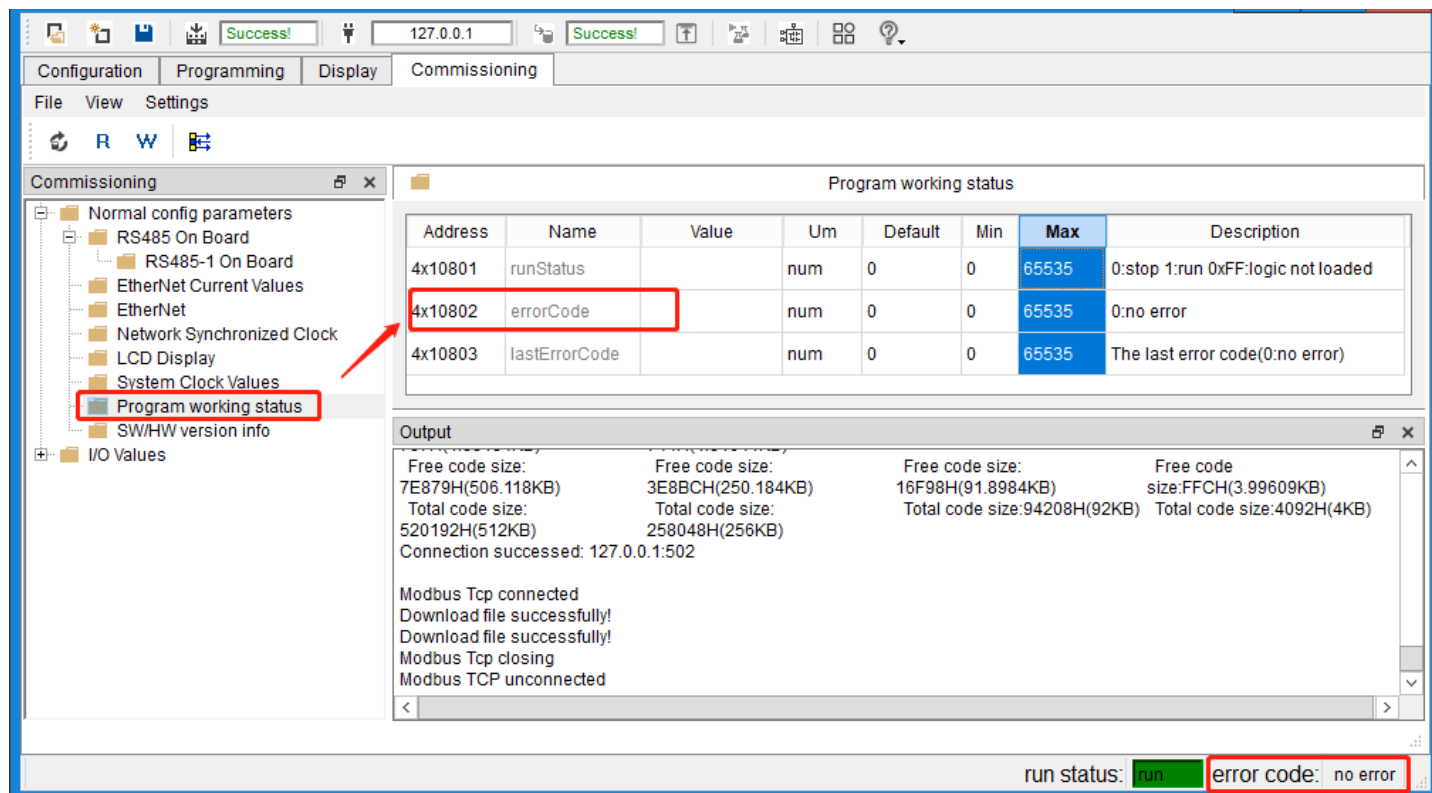 Success! 127.0.0.1 Success!
Configuration Programming Display Commissioning
File View Settings
R W
Commissioning
Normal config parameters
RS485 On Board
RS485-1 On Board
EtherNet Current Values
EtherNet
Network Synchronized Clock
LCD Display
System Clock Values
Program working status
SW/HW version info
I/O Values
Program working status
Address Name Value Um Default Min Max Description
4x10801 runStatus num 0 0 65535 0:stop 1:run 0xFF:logic not loaded
4x10802 errorCode num 0 0 65535 0:no error
4x10803 lastErrorCode num 0 0 65535 The last error code(0:no error)
Output
Free code size: Free code size: Free code size: Free code
7E879H(506.118KB) 3E8BCH(250.184KB) 16F98H(91.8984KB) size:FFCH(3.99609KB)
Total code size: Total code size: Total code size:94208H(92KB) Total code size:4092H(4KB)
520192H(512KB) 258048H(256KB)
Connection successed: 127.0.0.1:502
Modbus Tcp connected
Download file successfully!
Download file successfully!
Modbus Tcp closing
Modbus TCP unconnected
run status: run error code: no error